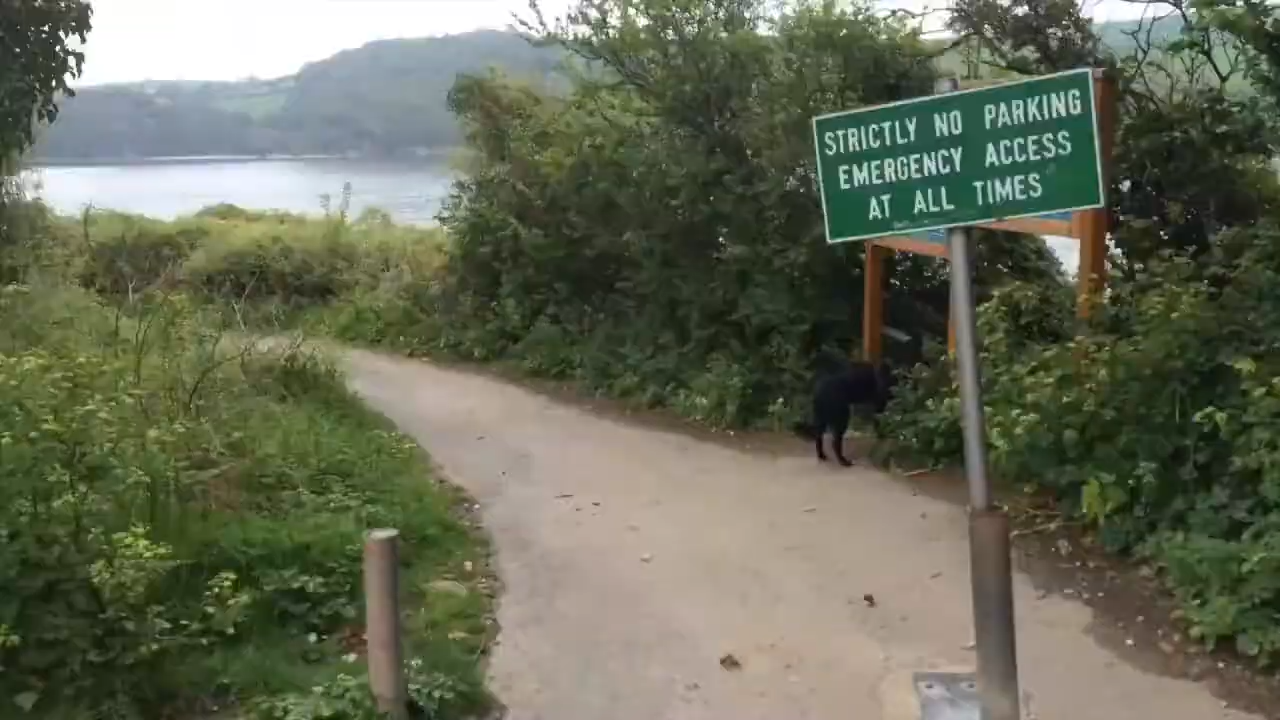 STRICTLY NO PARKING
EMERGENCY ACCESS
AT ALL TIMES